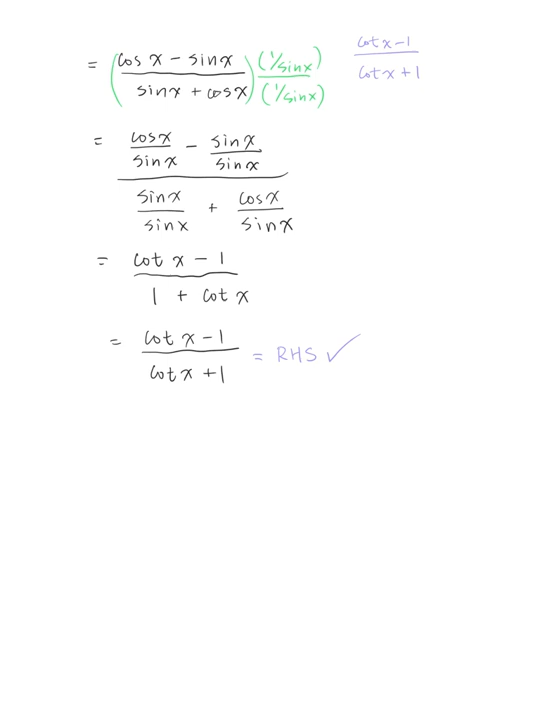 = ((cos x − sin x)/(sin x + cos x)) (1/sin x)/(1/sin x)
(cot x − 1)/(cot x + 1)
= (cos x/sin x − sin x/sin x)/(sin x/sin x + cos x/sin x)
= (cot x − 1)/(1 + cot x)
= (cot x − 1)/(cot x + 1) = RHS ✓